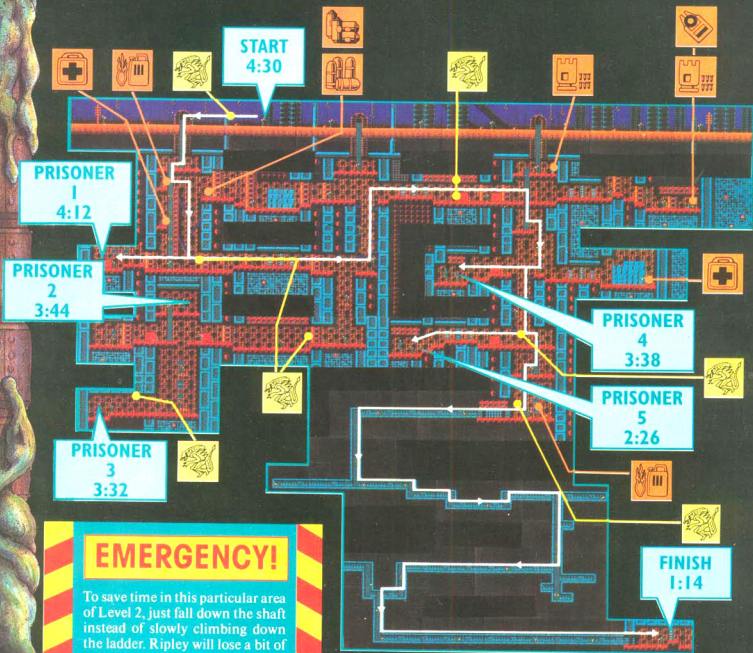 START
4:30
PRISONER
1
4:12
PRISONER
2
3:44
PRISONER
4
3:38
PRISONER
5
2:26
PRISONER
3
3:32
FINISH
1:14
EMERGENCY!
To save time in this particular area
of Level 2, just fall down the shaft
instead of slowly climbing down
the ladder. Ripley will lose a bit of